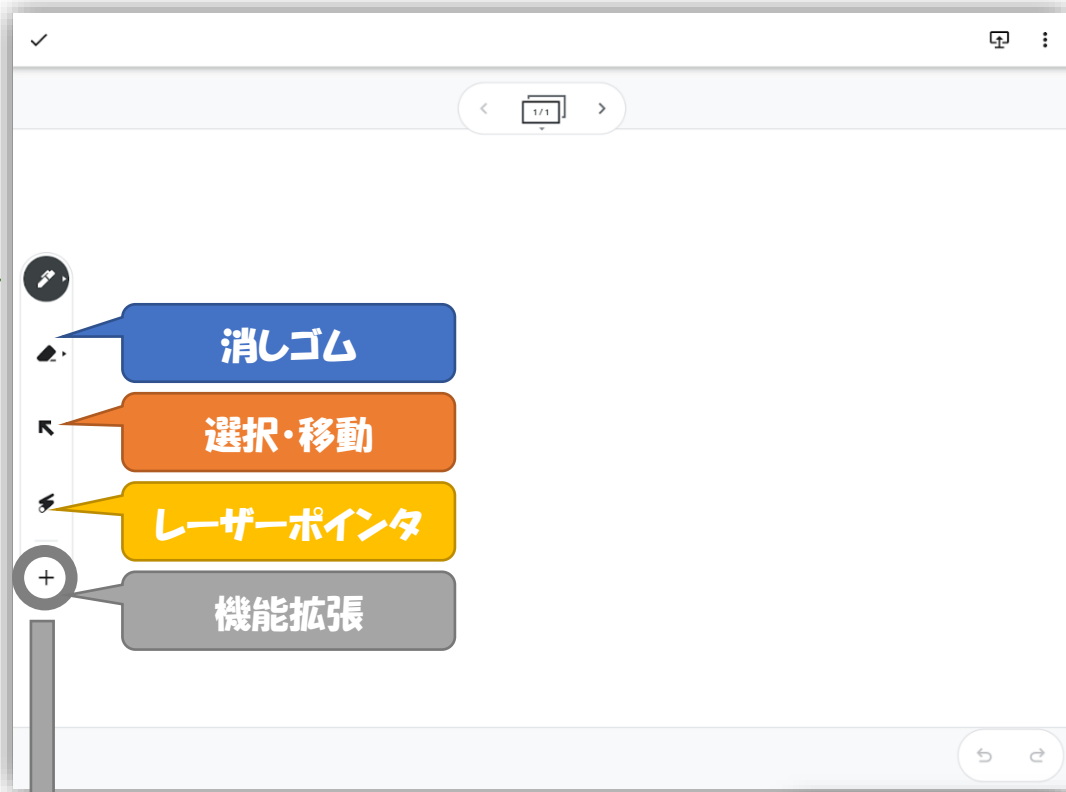 1/1
消しゴム
選択・移動
レーザーポインタ
機能拡張